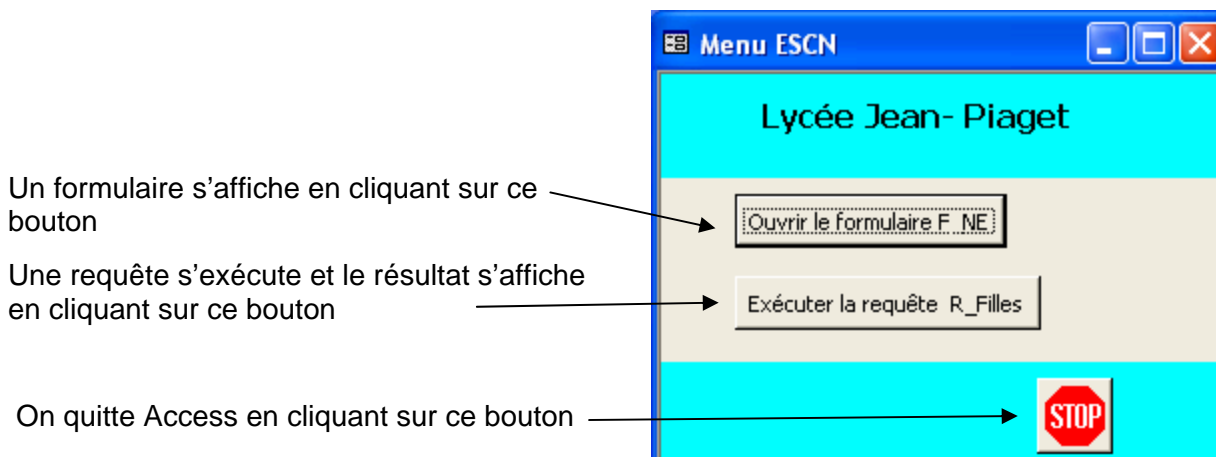 Menu ESCN
Lycée Jean- Piaget
Un formulaire s’affiche en cliquant sur ce
bouton
Ouvrir le formulaire F_NE
Une requête s’exécute et le résultat s’affiche
en cliquant sur ce bouton
Exécuter la requête R_Filles
On quitte Access en cliquant sur ce bouton
STOP